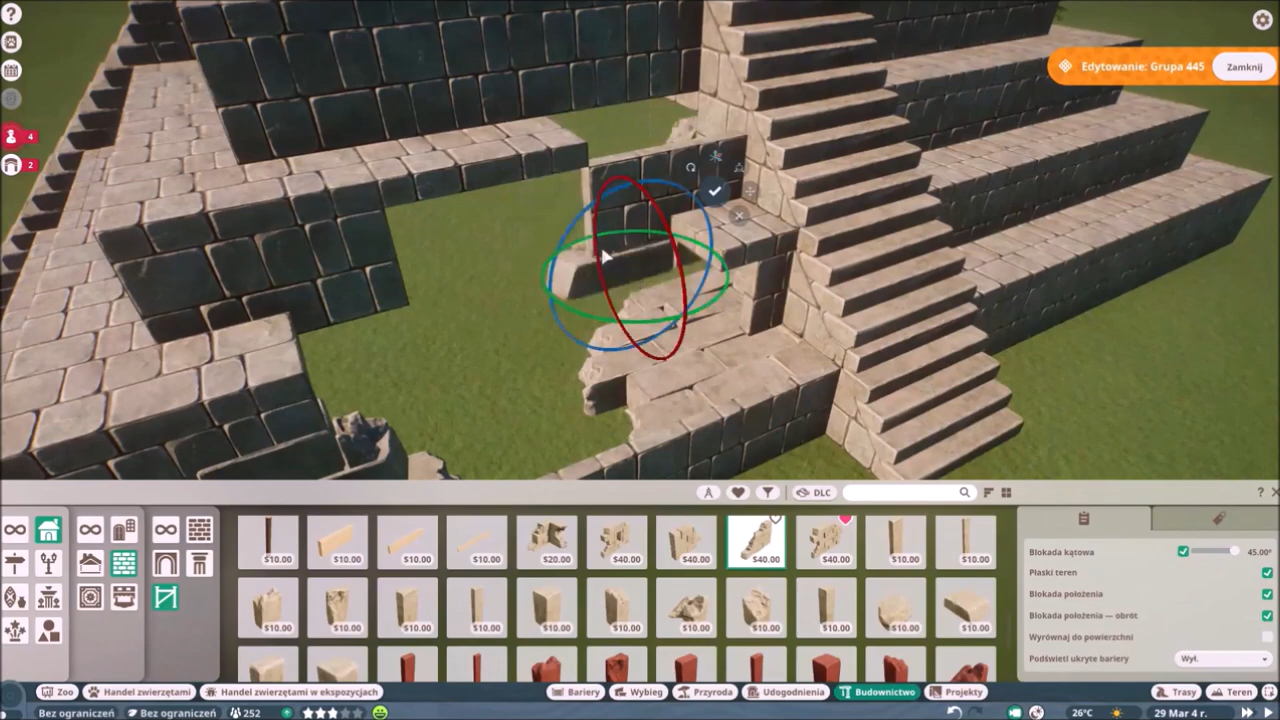 Edytowanie: Grupa 445 Zamknij
4
2
DLC
$10.00 $10.00 $10.00 $10.00 $20.00 $40.00 $40.00 $40.00 $40.00 $10.00 $10.00
$10.00 $10.00 $10.00 $10.00 $10.00 $10.00 $10.00 $10.00 $10.00 $10.00 $10.00
Blokada kątowa 45.00°
Płaski teren
Blokada położenia
Blokada położenia — obrót
Wyrównaj do powierzchni
Podświetl ukryte bariery Wył.
Zoo Handel zwierzętami Handel zwierzętami w ekspozycjach Bariery Wybieg Przyroda Udogodnienia Budownictwo Projekty Trasy Teren
Bez ograniczeń Bez ograniczeń 252 26°C 29 Mar 4 r.